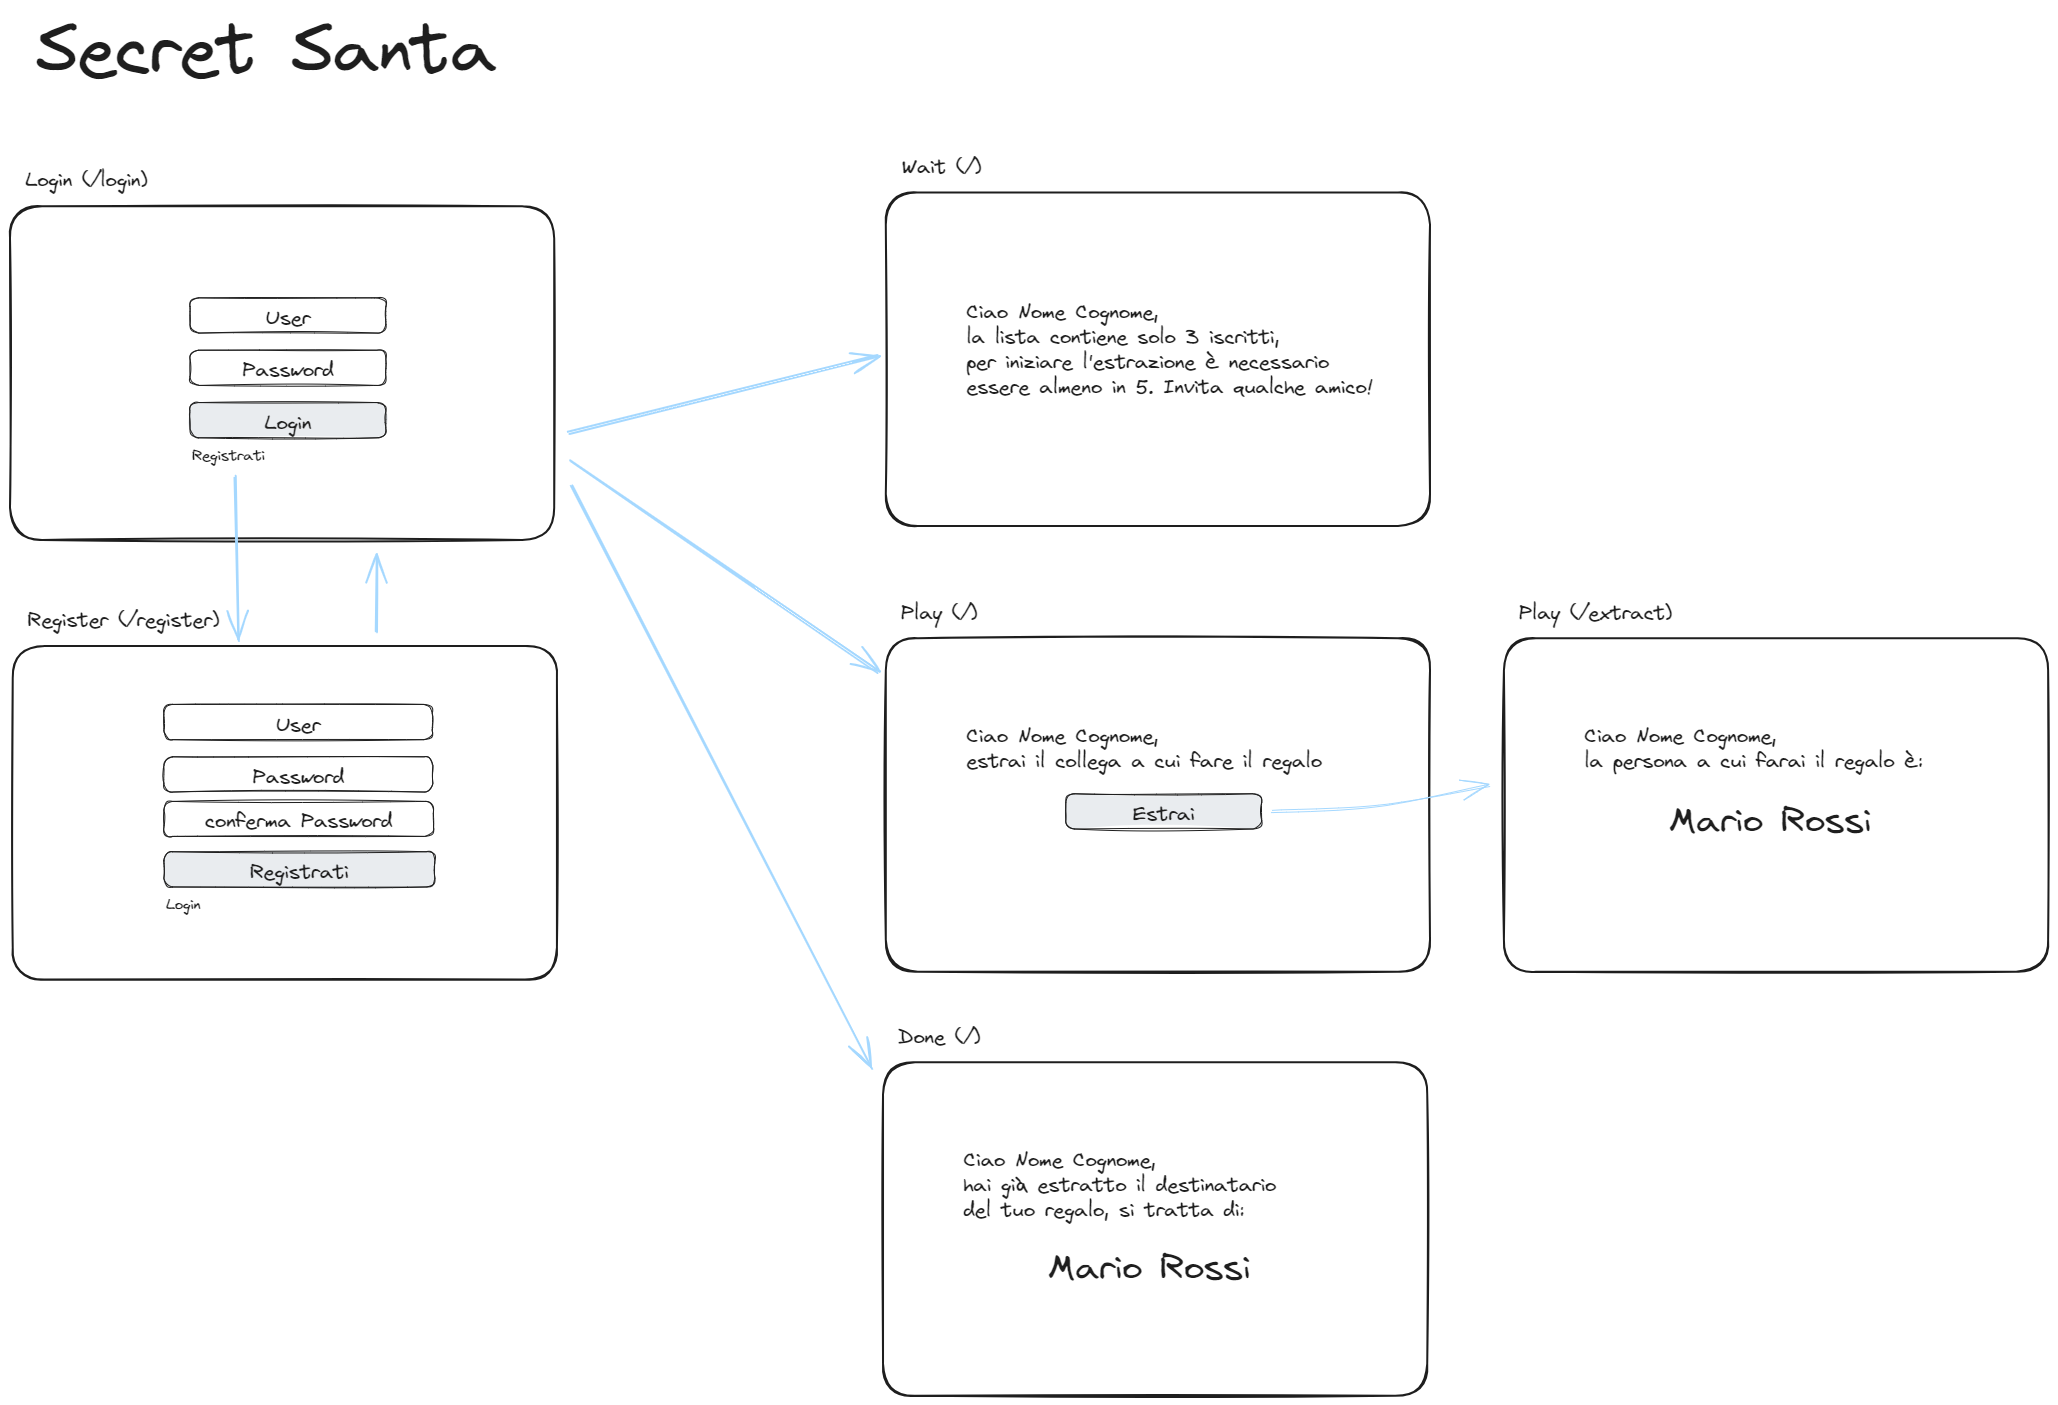 Secret Santa
Login (/login)
User
Password
Login
Registrati
Register (/register)
User
Password
conferma Password
Registrati
Login
Wait (/)
Ciao Nome Cognome,
la lista contiene solo 3 iscritti,
per iniziare l'estrazione è necessario
essere almeno in 5. Invita qualche amico!
Play (/)
Ciao Nome Cognome,
estrai il collega a cui fare il regalo
Estrai
Play (/extract)
Ciao Nome Cognome,
la persona a cui farai il regalo è:
Mario Rossi
Done (/)
Ciao Nome Cognome,
hai già estratto il destinatario
del tuo regalo, si tratta di:
Mario Rossi